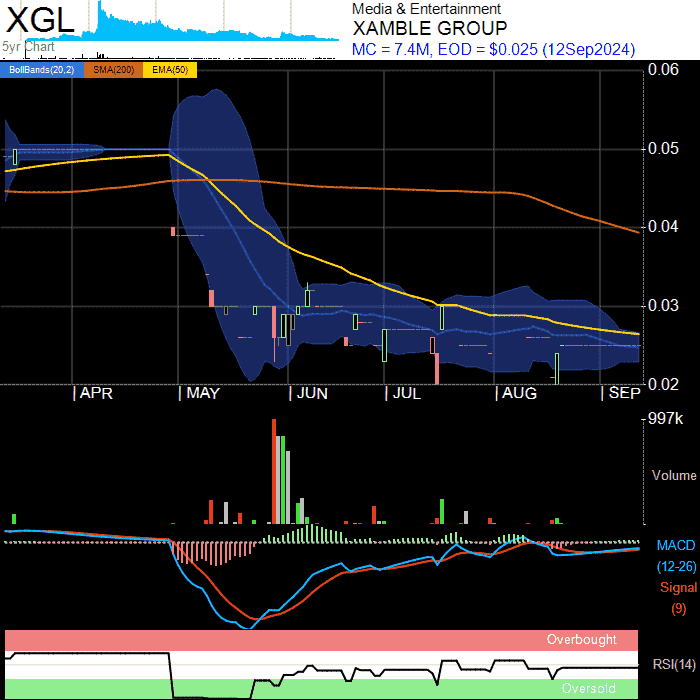 XGL
5yr Chart
Media & Entertainment
XAMBLE GROUP
MC = 7.4M, EOD = $0.025 (12Sep2024)
BollBands(20,2) SMA(200) EMA(50)
0.06
0.05
0.04
0.03
0.02
APR MAY JUN JUL AUG SEP
997k
Volume
MACD
(12-26)
Signal
(9)
Overbought
RSI(14)
Oversold